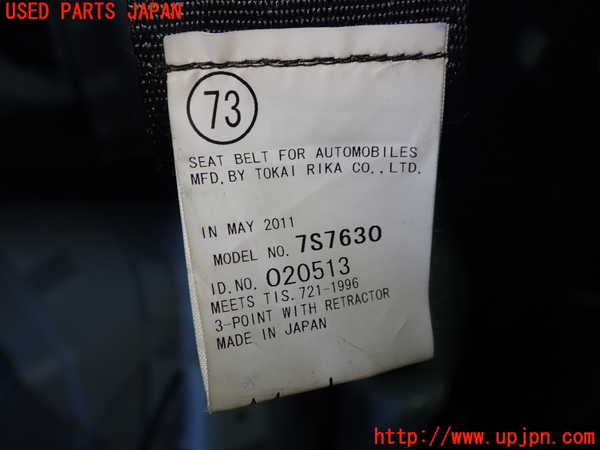 USED PARTS JAPAN
73
SEAT BELT FOR AUTOMOBILES
MFD.BY TOKAI RIKA CO.,LTD.
IN MAY 2011
MODEL NO. 7S7630
ID.NO. 020513
MEETS TIS.721-1996
3-POINT WITH RETRACTOR
MADE IN JAPAN
http://www.upjpn.com/